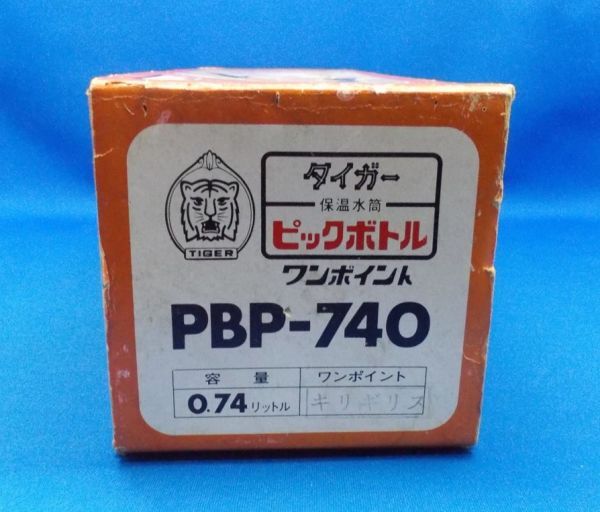 TIGER
タイガー
保温水筒
ピックボトル
ワンポイント
PBP-740
容量 ワンポイント
0.74リットル キリギリス